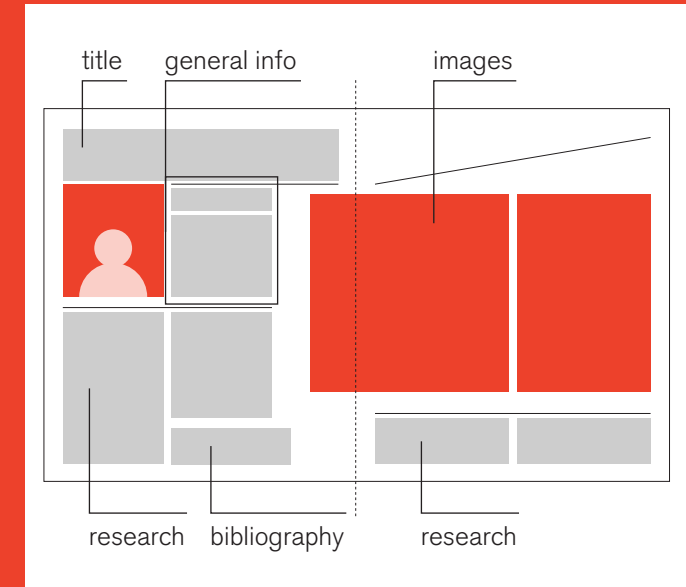 title
general info
images
research
bibliography
research